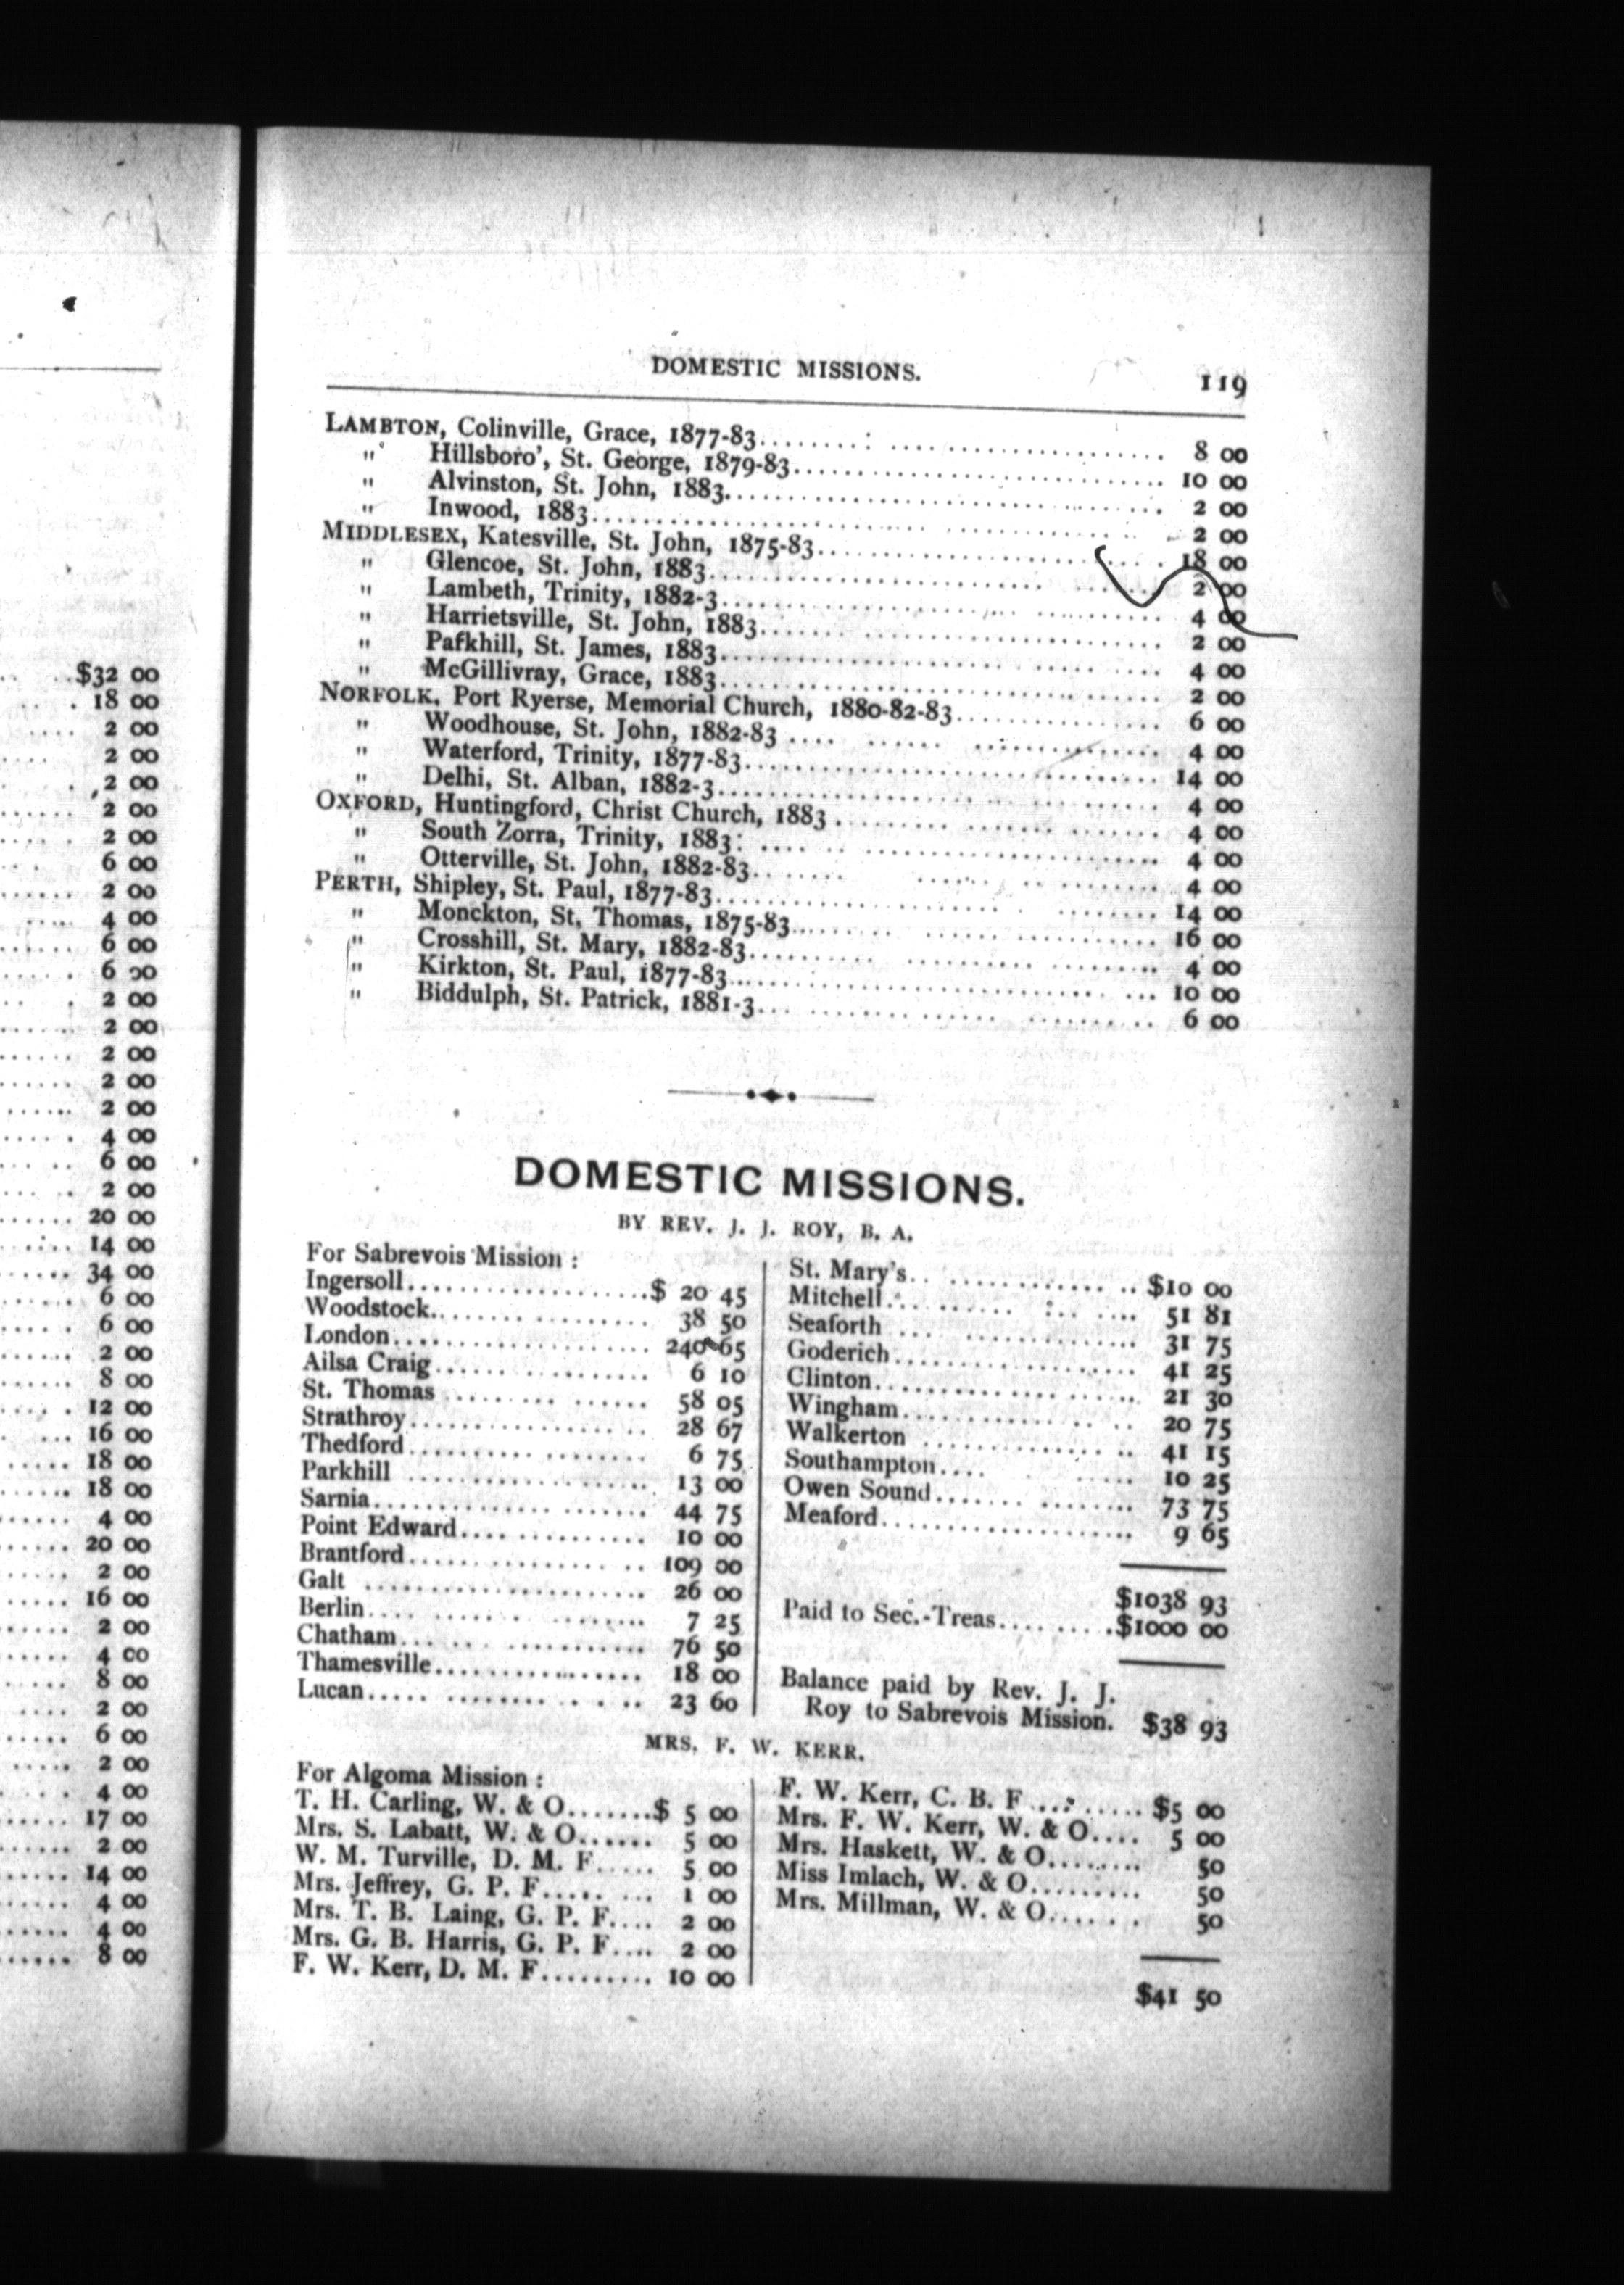 $32 00
18 00
2 00
2 00
2 00
2 00
2 00
6 00
2 00
4 00
6 00
6 00
2 00
2 00
2 00
2 00
2 00
4 00
6 00
2 00
20 00
14 00
34 00
6 00
6 00
2 00
8 00
12 00
16 00
18 00
18 00
4 00
20 00
2 00
16 00
2 00
4 00
8 00
2 00
6 00
2 00
4 00
17 00
2 00
14 00
4 00
4 00
8 00
DOMESTIC MISSIONS. 119
LAMBTON, Colinville, Grace, 1877-83........ 8 00
" Hillsboro', St. George, 1879-83........ 10 00
" Alvinston, St. John, 1883........ 2 00
" Inwood, 1883........ 2 00
MIDDLESEX, Katesville, St. John, 1875-83........ 18 00
" Glencoe, St. John, 1883........ 2 00
" Lambeth, Trinity, 1882-3........ 4 00
" Harrietsville, St. John, 1883........ 2 00
" Parkhill, St. James, 1883........ 4 00
" McGillivray, Grace, 1883........ 2 00
NORFOLK, Port Ryerse, Memorial Church, 1880-82-83........ 6 00
" Woodhouse, St. John, 1882-83........ 4 00
" Waterford, Trinity, 1877-83........ 14 00
" Delhi, St. Alban, 1882-3........ 4 00
OXFORD, Huntingford, Christ Church, 1883........ 4 00
" South Zorra, Trinity, 1883........ 4 00
" Otterville, St. John, 1882-83........ 4 00
PERTH, Shipley, St. Paul, 1877-83........ 14 00
" Monckton, St. Thomas, 1875-83........ 16 00
" Crosshill, St. Mary, 1882-83........ 4 00
" Kirkton, St. Paul, 1877-83........ 10 00
" Biddulph, St. Patrick, 1881-3........ 6 00
DOMESTIC MISSIONS.
BY REV. J. J. ROY, B. A.
For Sabrevois Mission :
Ingersoll........$ 20 45
Woodstock........ 38 50
London........ 240 65
Ailsa Craig........ 6 10
St. Thomas........ 58 05
Strathroy........ 28 67
Thedford........ 6 75
Parkhill........ 13 00
Sarnia........ 44 75
Point Edward........ 10 00
Brantford........ 109 00
Galt........ 26 00
Berlin........ 7 25
Chatham........ 76 50
Thamesville........ 18 00
Lucan........ 23 60
St. Mary's........$10 00
Mitchell........ 51 81
Seaforth........ 31 75
Goderich........ 41 25
Clinton........ 21 30
Wingham........ 20 75
Walkerton........ 41 15
Southampton........ 10 25
Owen Sound........ 73 75
Meaford........ 9 65
$1038 93
Paid to Sec.-Treas........$1000 00
Balance paid by Rev. J. J.
Roy to Sabrevois Mission. $38 93
MRS. F. W. KERR.
For Algoma Mission :
T. H. Carling, W. & O.......$ 5 00
Mrs. S. Labatt, W. & O...... 5 00
W. M. Turville, D. M. F..... 5 00
Mrs. Jeffrey, G. P. F........ 1 00
Mrs. T. B. Laing, G. P. F.... 2 00
Mrs. G. B. Harris, G. P. F.... 2 00
F. W. Kerr, D. M. F......... 10 00
F. W. Kerr, C. B. F ........ $5 00
Mrs. F. W. Kerr, W. & O.... 5 00
Mrs. Haskett, W. & O........ 50
Miss Imlach, W. & O......... 50
Mrs. Millman, W. & O....... 50
$41 50